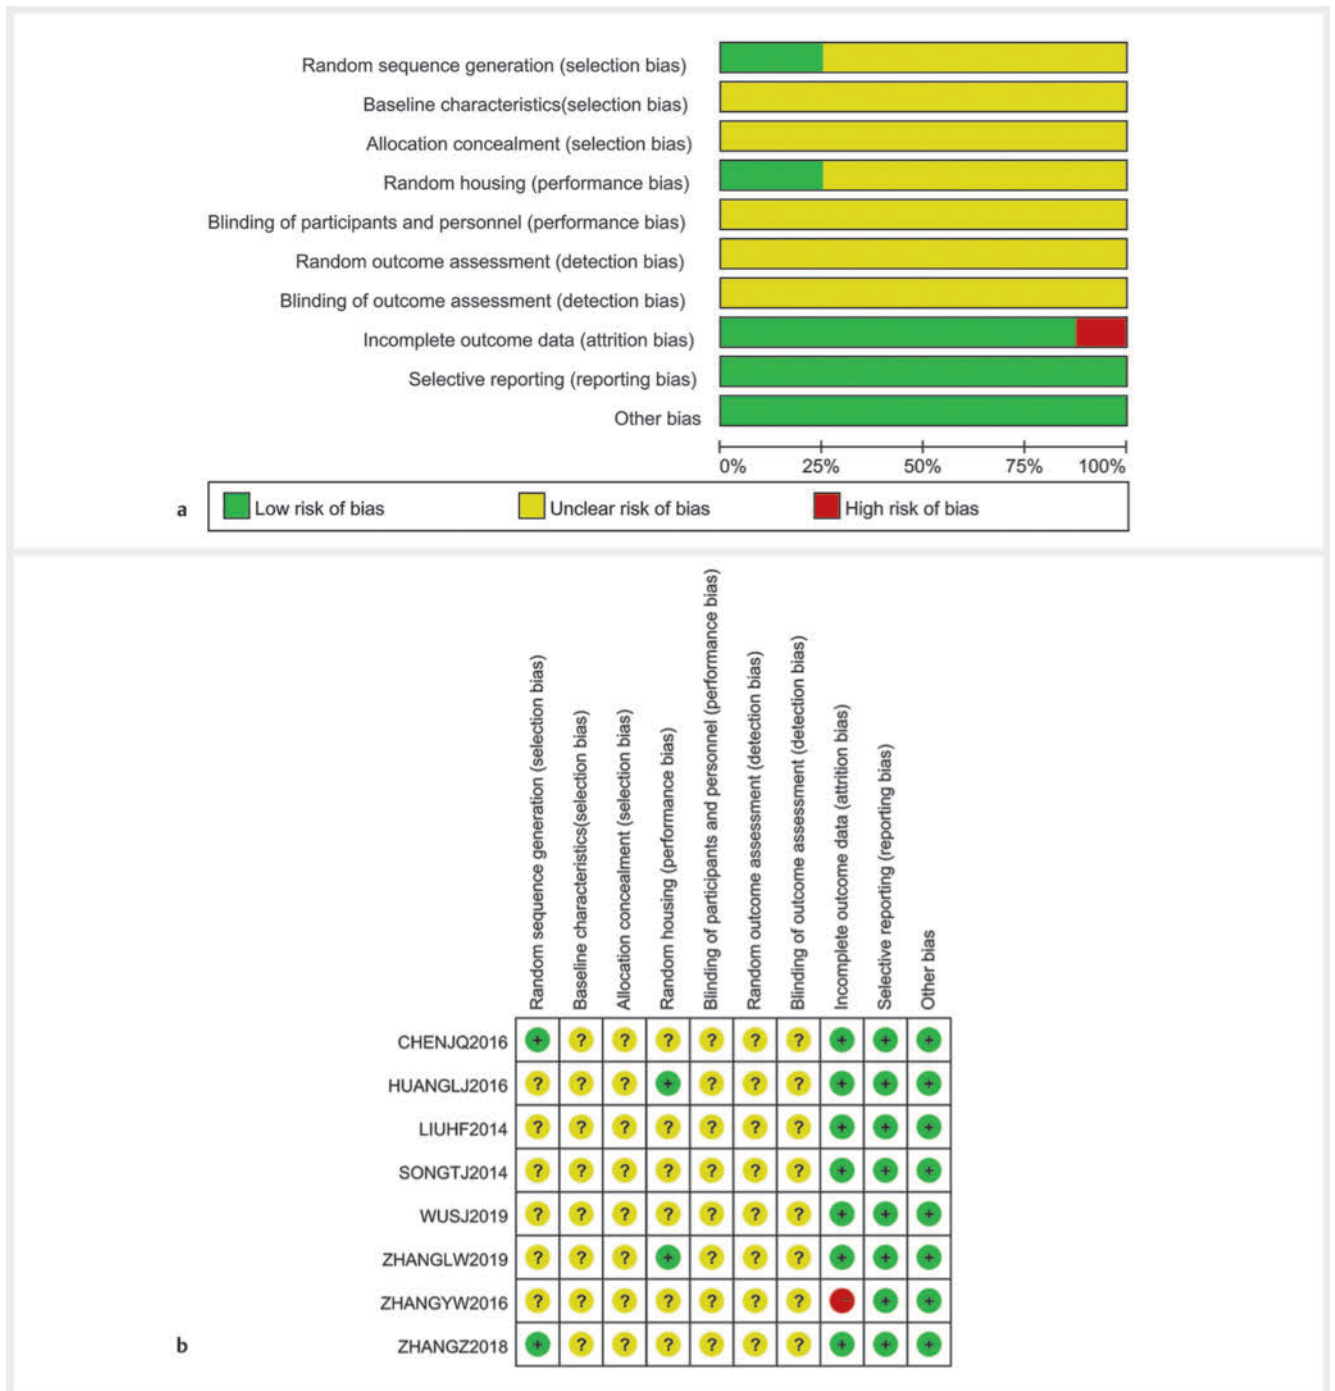 Random sequence generation (selection bias)
Baseline characteristics(selection bias)
Allocation concealment (selection bias)
Random housing (performance bias)
Blinding of participants and personnel (performance bias)
Random outcome assessment (detection bias)
Blinding of outcome assessment (detection bias)
Incomplete outcome data (attrition bias)
Selective reporting (reporting bias)
Other bias
0% 25% 50% 75% 100%
a
Low risk of bias Unclear risk of bias High risk of bias
Random sequence generation (selection bias)
Baseline characteristics(selection bias)
Allocation concealment (selection bias)
Random housing (performance bias)
Blinding of participants and personnel (performance bias)
Random outcome assessment (detection bias)
Blinding of outcome assessment (detection bias)
Incomplete outcome data (attrition bias)
Selective reporting (reporting bias)
Other bias
CHENJQ2016 + ? ? ? ? ? ? + + +
HUANGLJ2016 ? ? ? + ? ? ? + + +
LIUHF2014 ? ? ? ? ? ? ? + + +
SONGTJ2014 ? ? ? ? ? ? ? + + +
WUSJ2019 ? ? ? ? ? ? ? + + +
ZHANGLW2019 ? ? ? + ? ? ? + + +
ZHANGYW2016 ? ? ? ? ? ? ? + +
ZHANGZ2018 + ? ? ? ? ? ? + + +
b